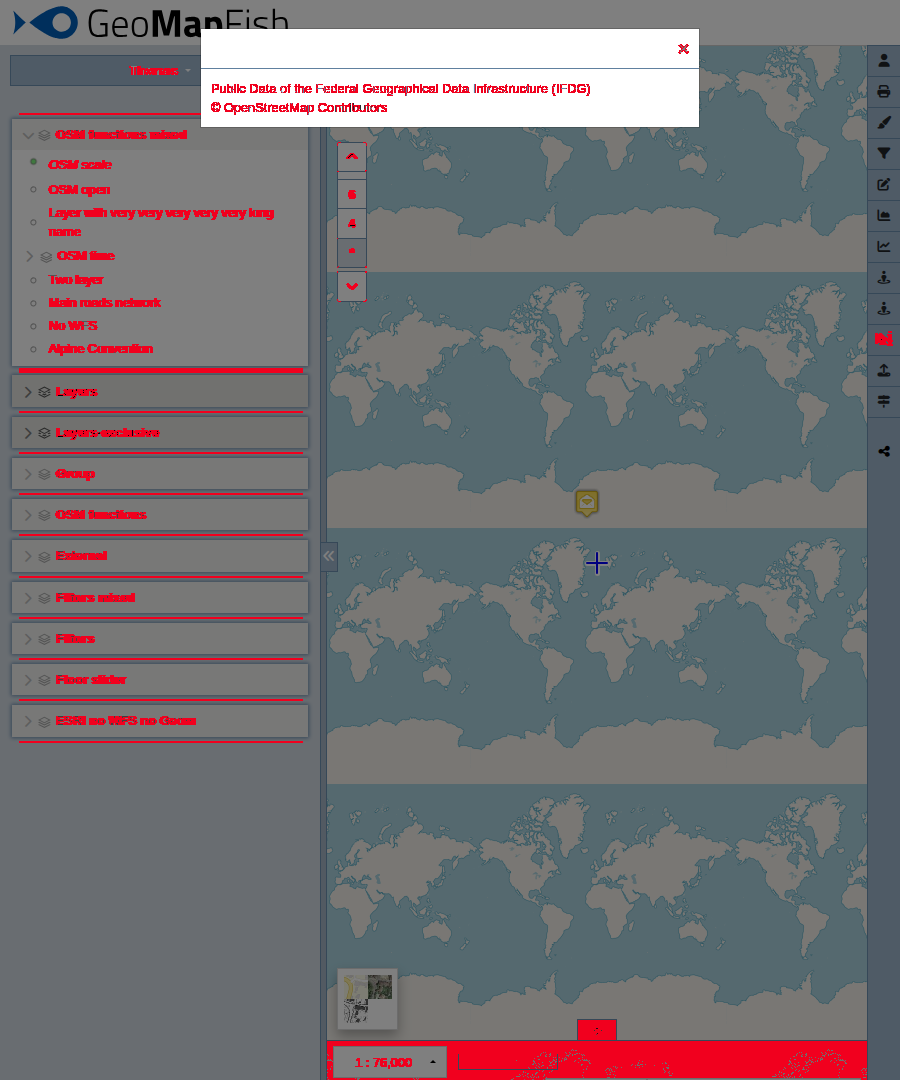 GeoMapFish
Public Data of the Federal Geographical Data Infrastructure (IFDG)
© OpenStreetMap Contributors
Themes
OSM functions mixed
OSM scale
OSM open
Layer with very very very very very long
name
OSM time
Two layer
Main roads network
No WFS
Alpine Convention
Layers
Layers-exclusive
Group
OSM functions
External
Filters mixed
Filters
Floor slider
ESRI no WFS no Geom
4
1 : 75,000